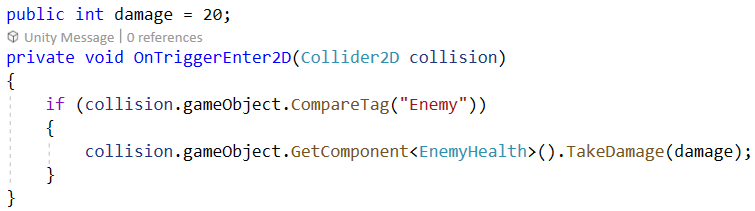 public int damage = 20;
Unity Message | 0 references
private void OnTriggerEnter2D(Collider2D collision)
{
    if (collision.gameObject.CompareTag("Enemy"))
    {
        collision.gameObject.GetComponent<EnemyHealth>().TakeDamage(damage);
    }
}